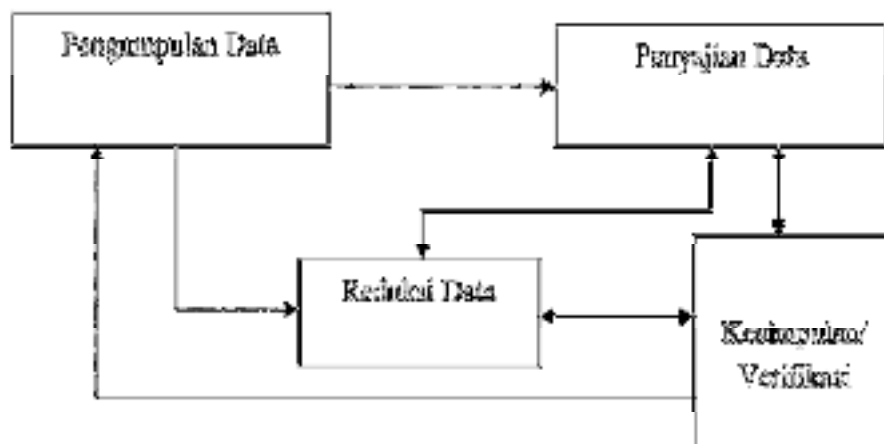 Pengumpulan Data
Penyajian Data
Reduksi Data
Kesimpulan/
Verifikasi